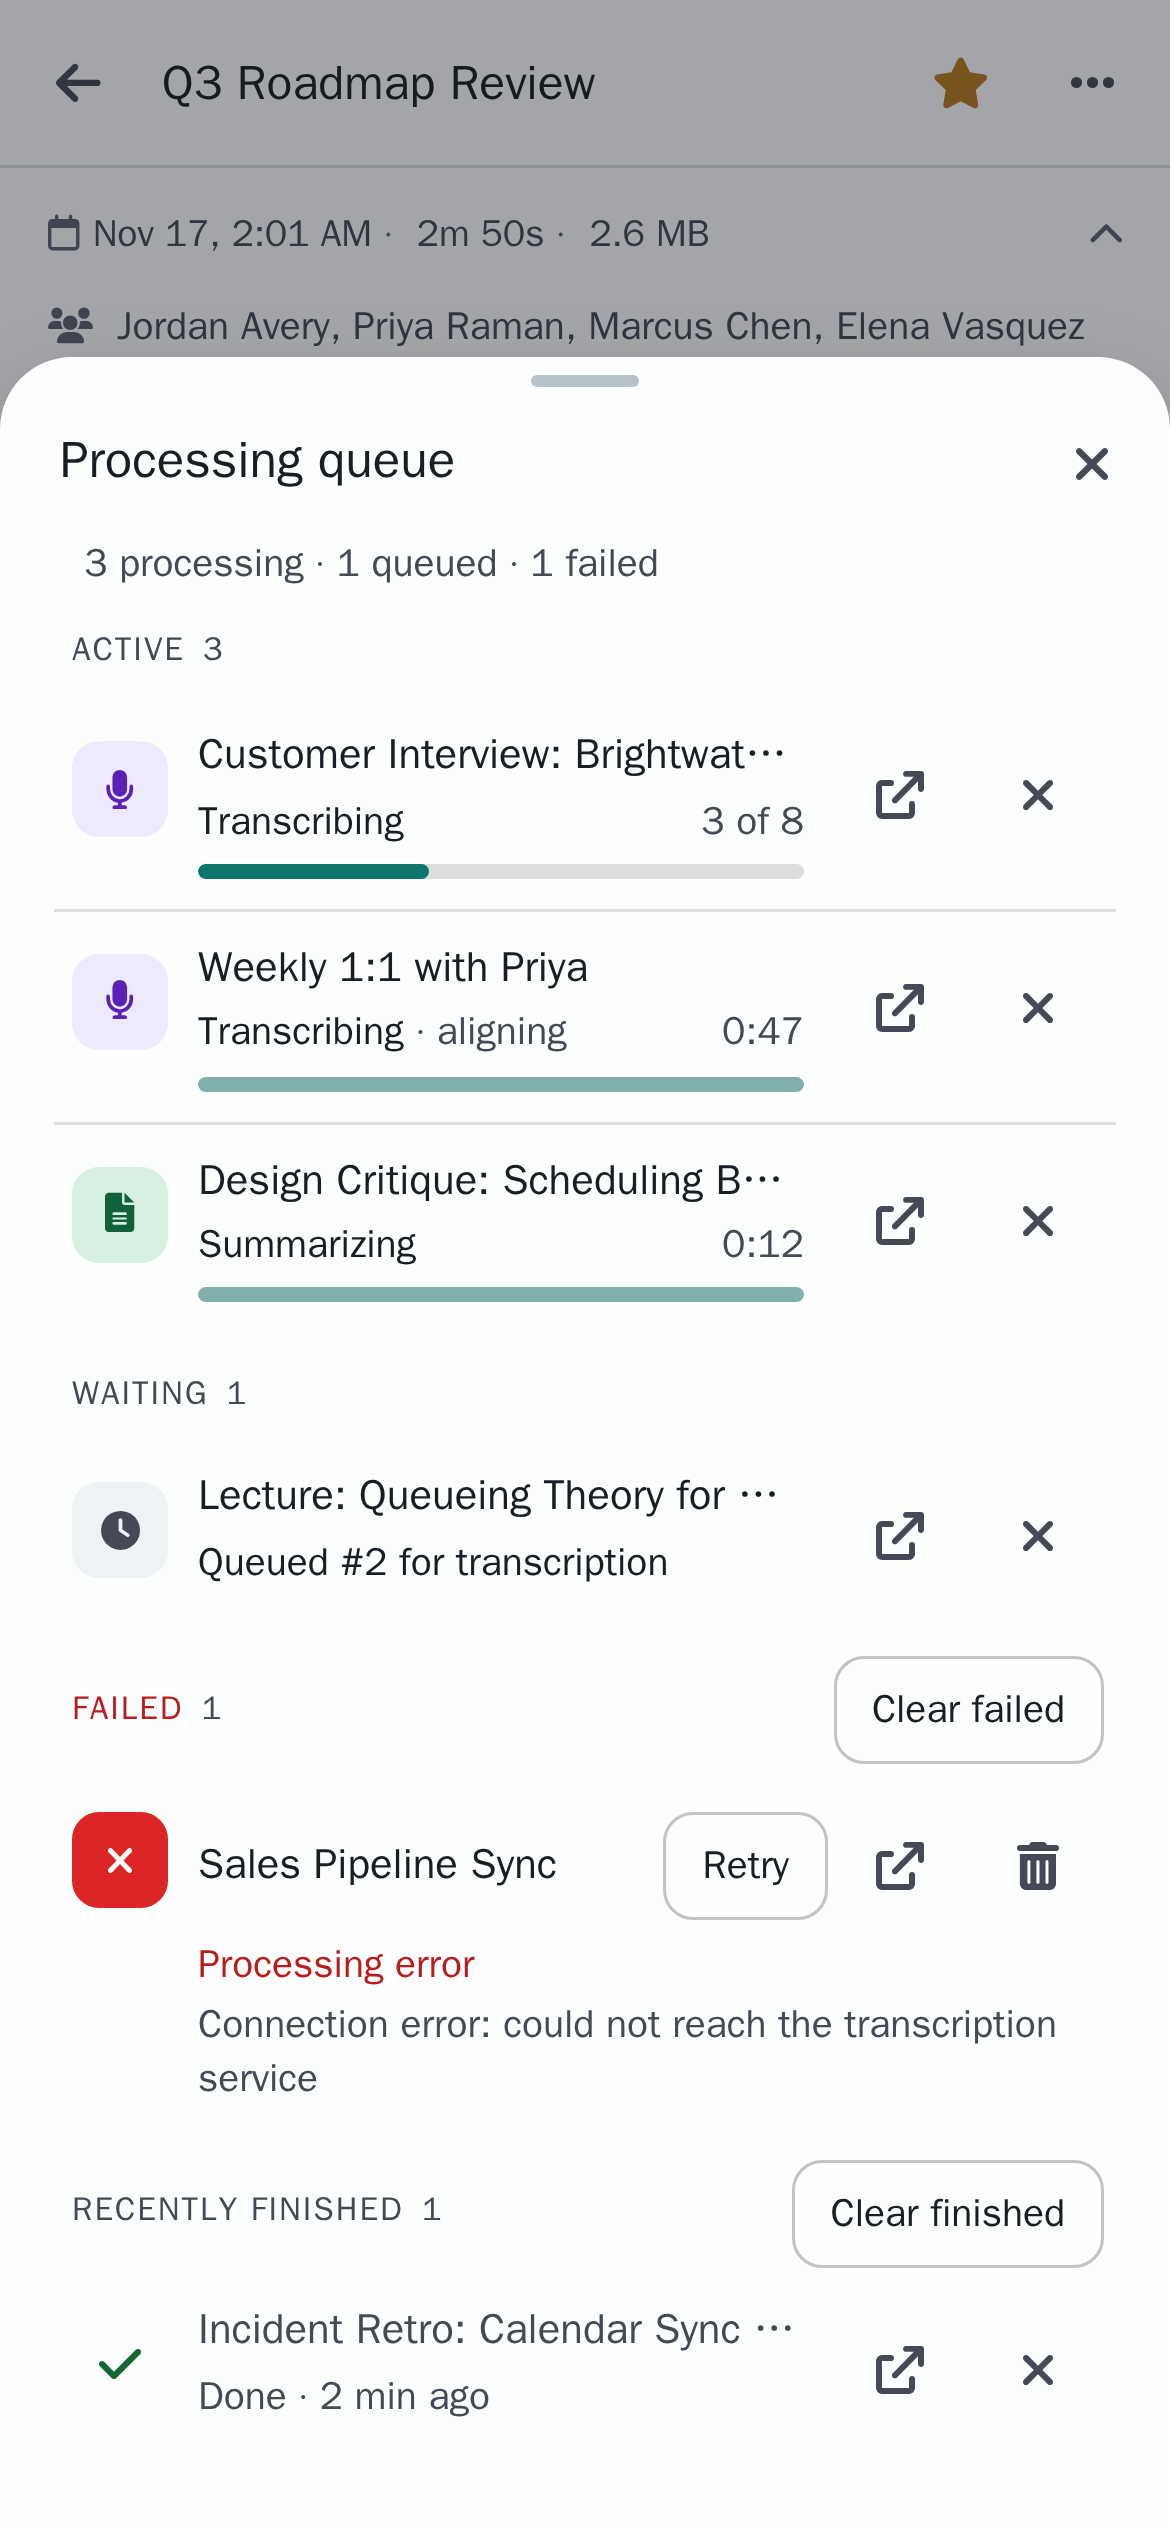 Q3 Roadmap Review
Nov 17, 2:01 AM · 2m 50s · 2.6 MB
Jordan Avery, Priya Raman, Marcus Chen, Elena Vasquez
Processing queue
3 processing · 1 queued · 1 failed
ACTIVE 3
Customer Interview: Brightwat···
Transcribing 3 of 8
Weekly 1:1 with Priya
Transcribing · aligning 0:47
Design Critique: Scheduling B···
Summarizing 0:12
WAITING 1
Lecture: Queueing Theory for ···
Queued #2 for transcription
FAILED 1 Clear failed
Sales Pipeline Sync Retry
Processing error
Connection error: could not reach the transcription
service
RECENTLY FINISHED 1 Clear finished
Incident Retro: Calendar Sync ···
Done · 2 min ago